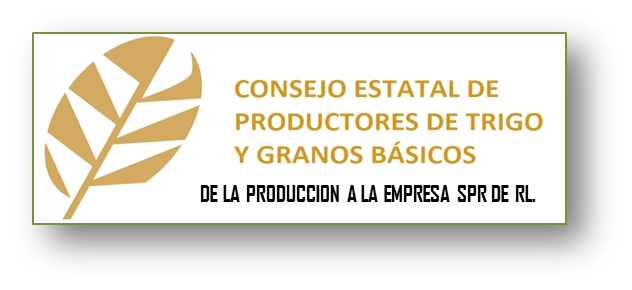 CONSEJO ESTATAL DE
PRODUCTORES DE TRIGO
Y GRANOS BÁSICOS
DE LA PRODUCCION A LA EMPRESA SPR DE RL.